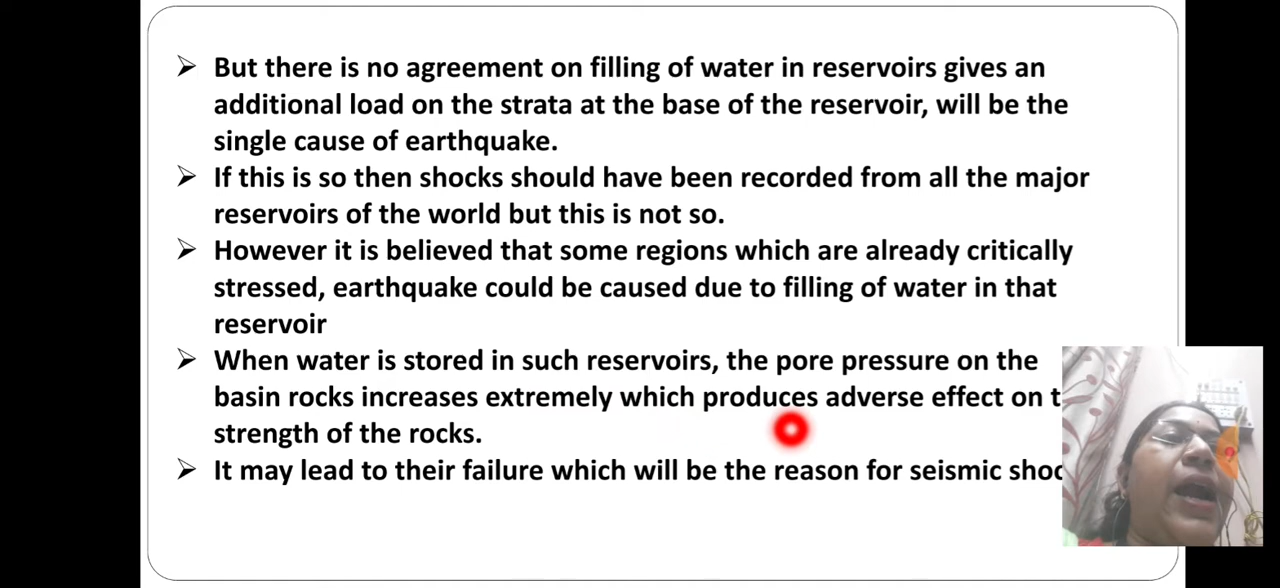 But there is no agreement on filling of water in reservoirs gives an
additional load on the strata at the base of the reservoir, will be the
single cause of earthquake.
If this is so then shocks should have been recorded from all the major
reservoirs of the world but this is not so.
However it is believed that some regions which are already critically
stressed, earthquake could be caused due to filling of water in that
reservoir
When water is stored in such reservoirs, the pore pressure on the
basin rocks increases extremely which produces adverse effect on
strength of the rocks.
It may lead to their failure which will be the reason for seismic